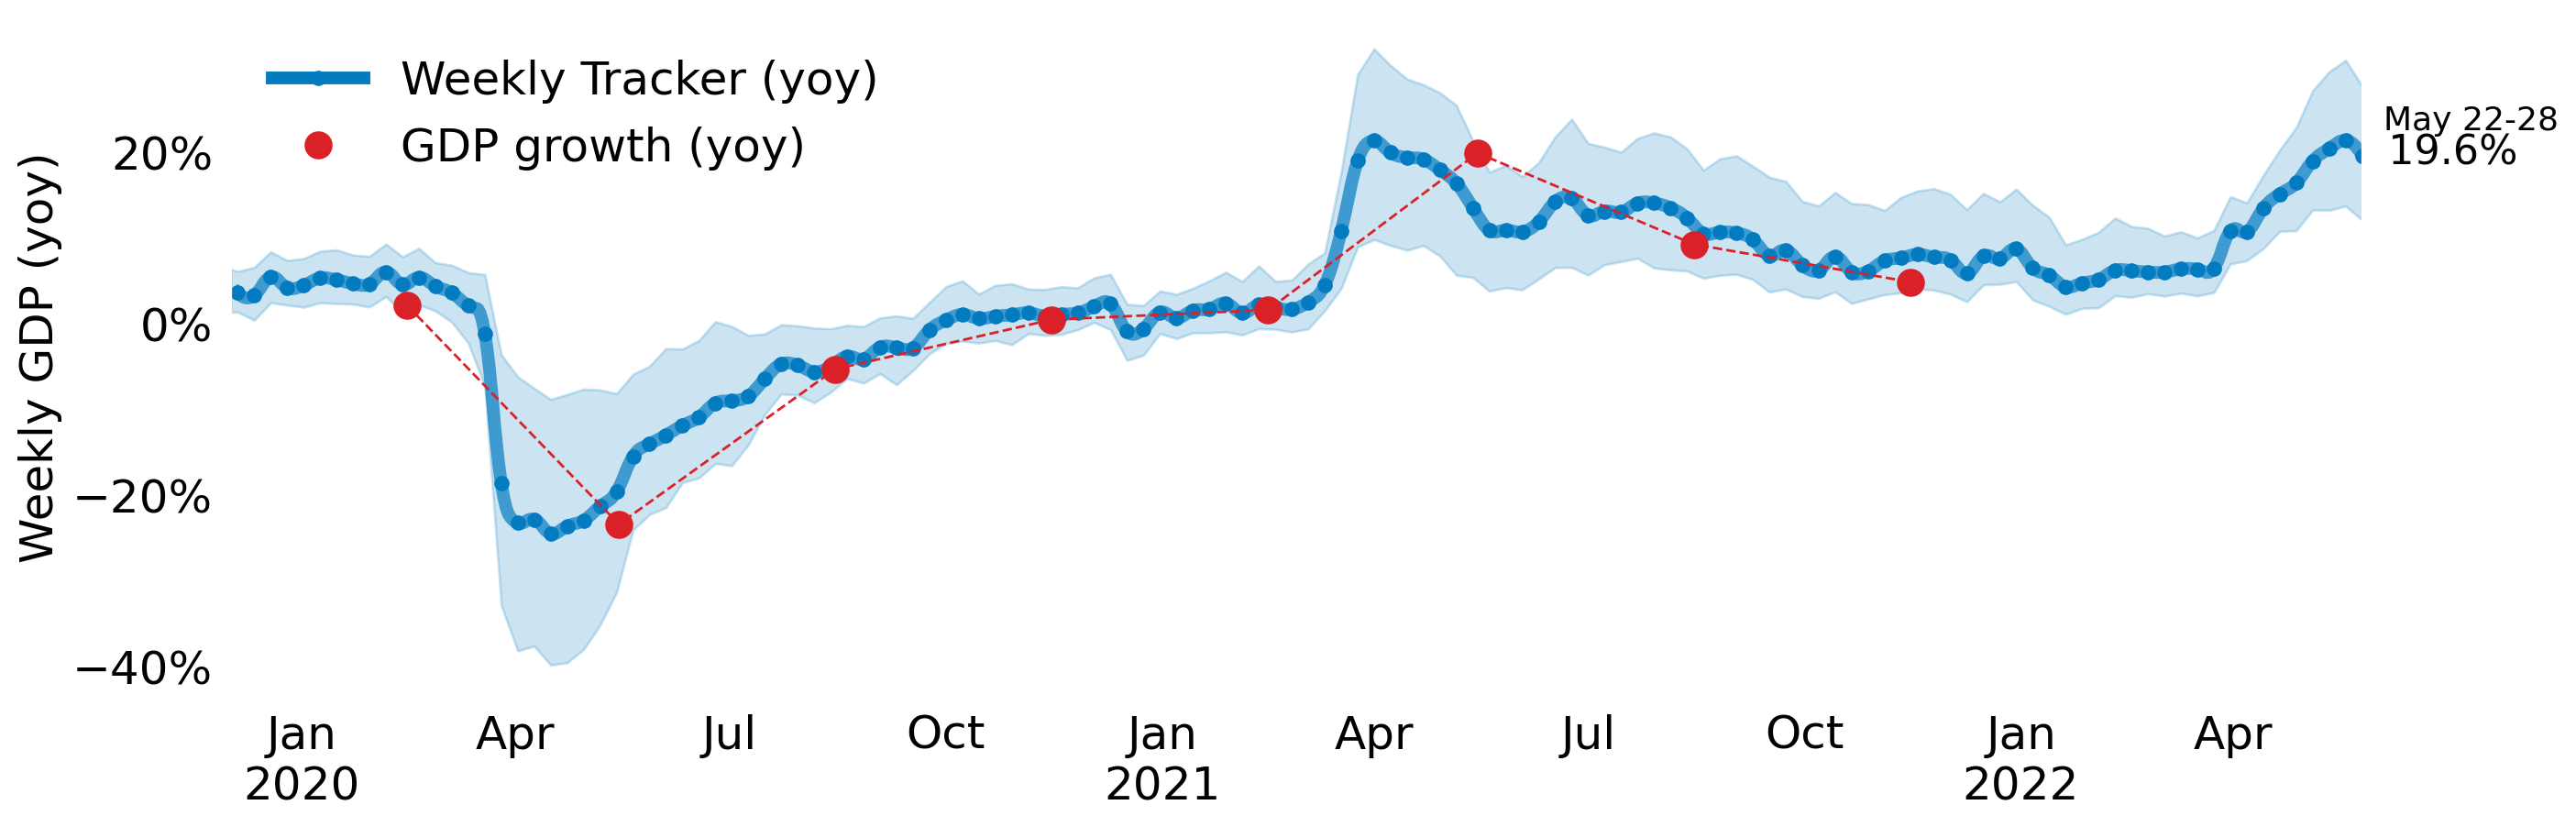 Weekly Tracker (yoy)
GDP growth (yoy)
May 22-28
19.6%
Weekly GDP (yoy)
20%
0%
−20%
−40%
Jan Apr Jul Oct Jan Apr Jul Oct Jan Apr
2020 2021 2022